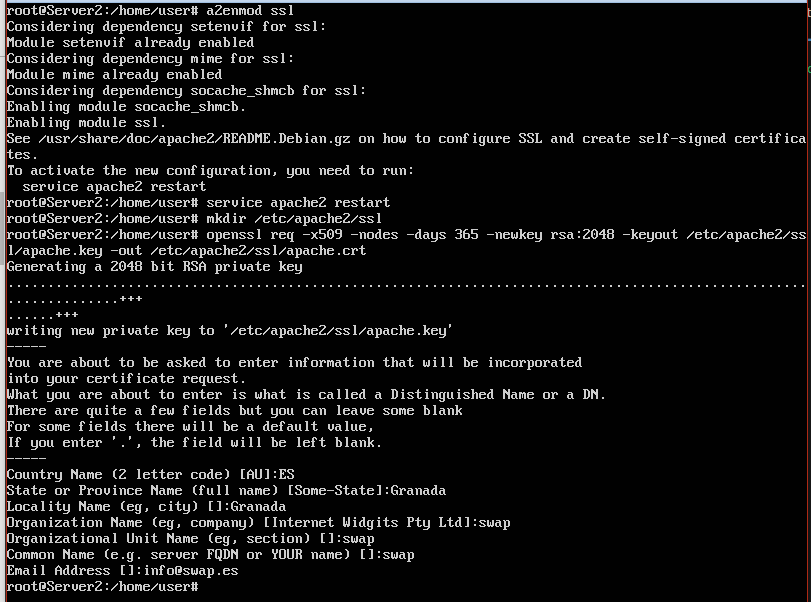 root@Server2:/home/user# a2enmod ssl
Considering dependency setenvif for ssl:
Module setenvif already enabled
Considering dependency mime for ssl:
Module mime already enabled
Considering dependency socache_shmcb for ssl:
Enabling module socache_shmcb.
Enabling module ssl.
See /usr/share/doc/apache2/README.Debian.gz on how to configure SSL and create self-signed certifica
tes.
To activate the new configuration, you need to run:
  service apache2 restart
root@Server2:/home/user# service apache2 restart
root@Server2:/home/user# mkdir /etc/apache2/ssl
root@Server2:/home/user# openssl req -x509 -nodes -days 365 -newkey rsa:2048 -keyout /etc/apache2/ss
l/apache.key -out /etc/apache2/ssl/apache.crt
Generating a 2048 bit RSA private key
....................................................................................................
..............+++
......+++
writing new private key to '/etc/apache2/ssl/apache.key'
-----
You are about to be asked to enter information that will be incorporated
into your certificate request.
What you are about to enter is what is called a Distinguished Name or a DN.
There are quite a few fields but you can leave some blank
For some fields there will be a default value,
If you enter '.', the field will be left blank.
-----
Country Name (2 letter code) [AU]:ES
State or Province Name (full name) [Some-State]:Granada
Locality Name (eg, city) []:Granada
Organization Name (eg, company) [Internet Widgits Pty Ltd]:swap
Organizational Unit Name (eg, section) []:swap
Common Name (e.g. server FQDN or YOUR name) []:swap
Email Address []:info@swap.es
root@Server2:/home/user#